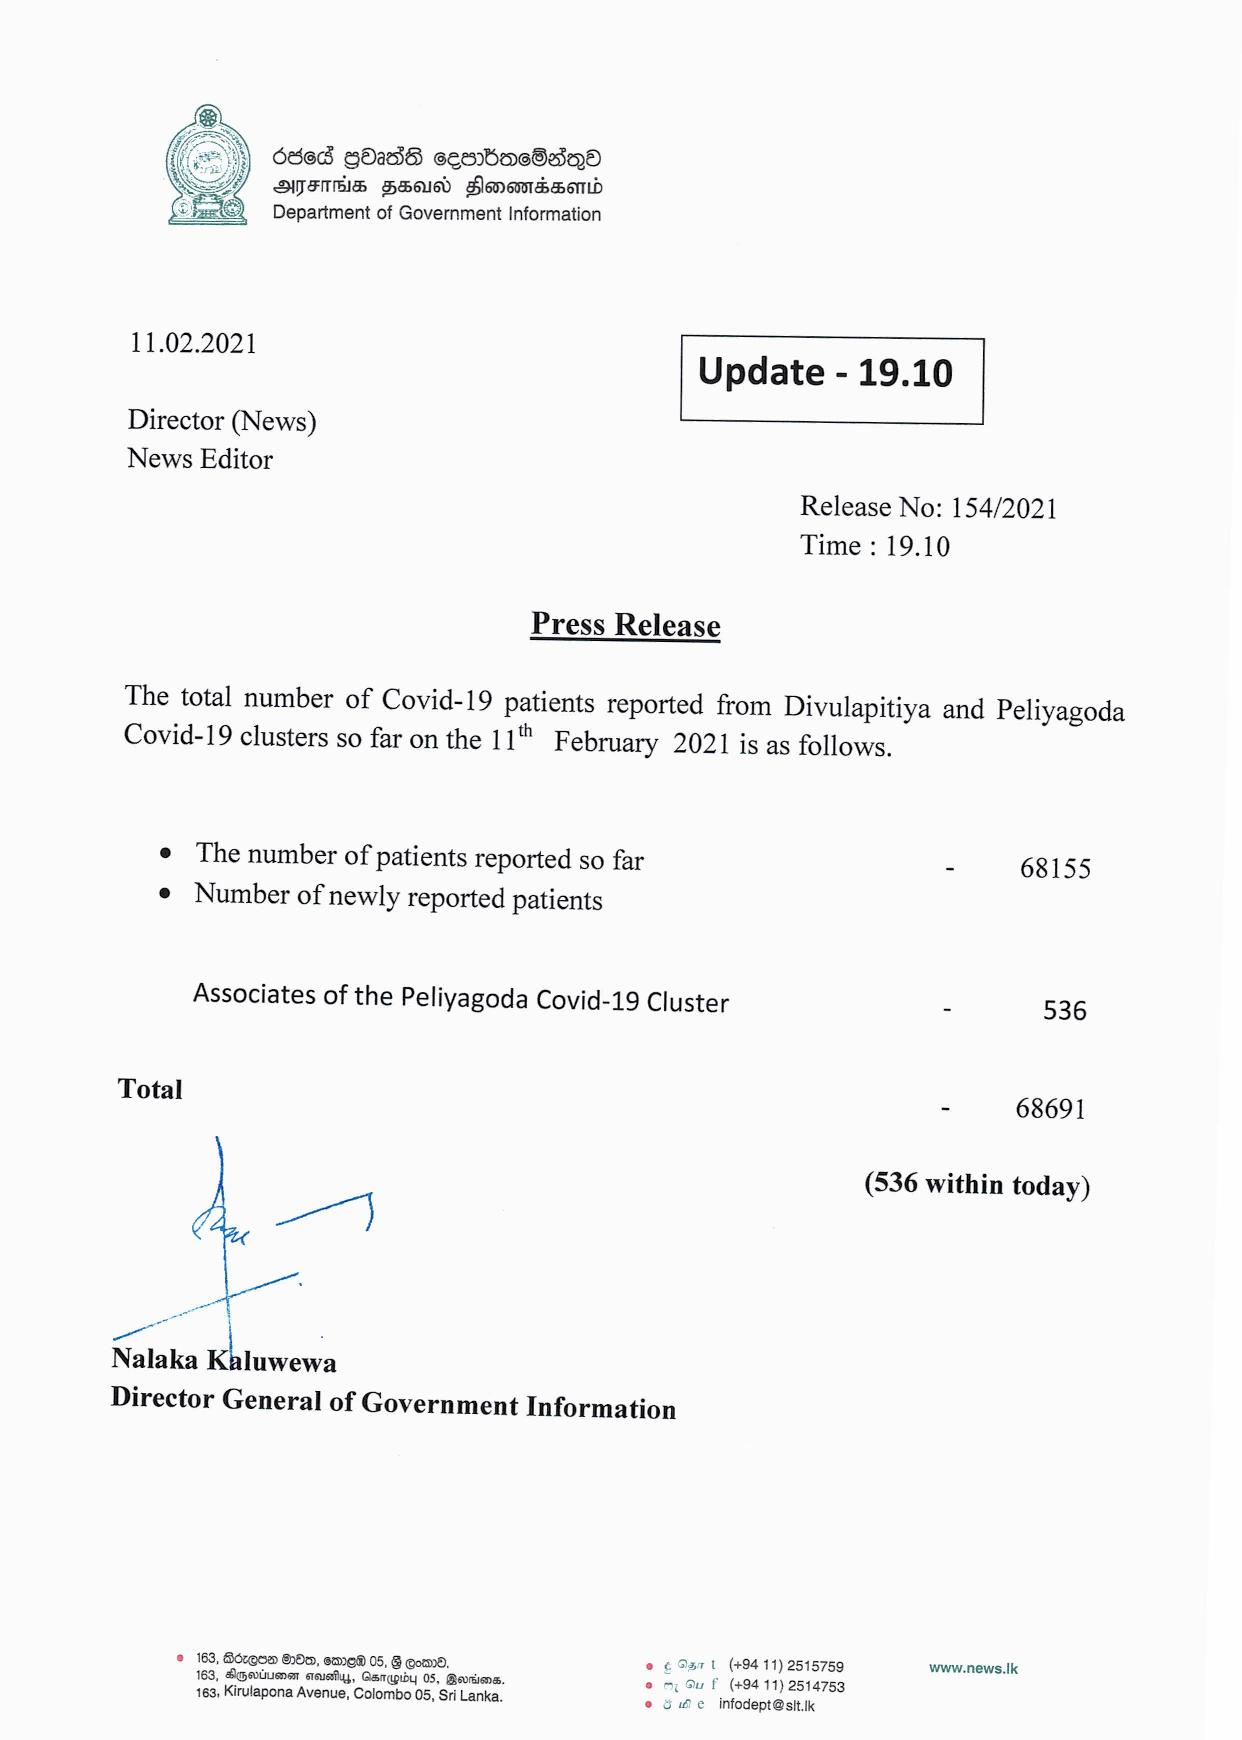 රජයේ ප්‍රවෘත්ති දෙපාර්තමේන්තුව
அரசாங்க தகவல் திணைக்களம்
Department of Government Information
11.02.2021
Update - 19.10
Director (News)
News Editor
Release No: 154/2021
Time : 19.10
Press Release
The total number of Covid-19 patients reported from Divulapitiya and Peliyagoda
Covid-19 clusters so far on the 11th February 2021 is as follows.
• The number of patients reported so far - 68155
• Number of newly reported patients
Associates of the Peliyagoda Covid-19 Cluster - 536
Total - 68691
(536 within today)
Nalaka Kaluwewa
Director General of Government Information
163, කිරුලපන මාවත, කොළඹ 05, ශ්‍රී ලංකාව.
163, கிருலப்பனை எவனியூ, கொழும்பு 05, இலங்கை.
163, Kirulapona Avenue, Colombo 05, Sri Lanka.
දු தொ t (+94 11) 2515759
ෆැ பெ f (+94 11) 2514753
ඊ மி e infodept@slt.lk
www.news.lk